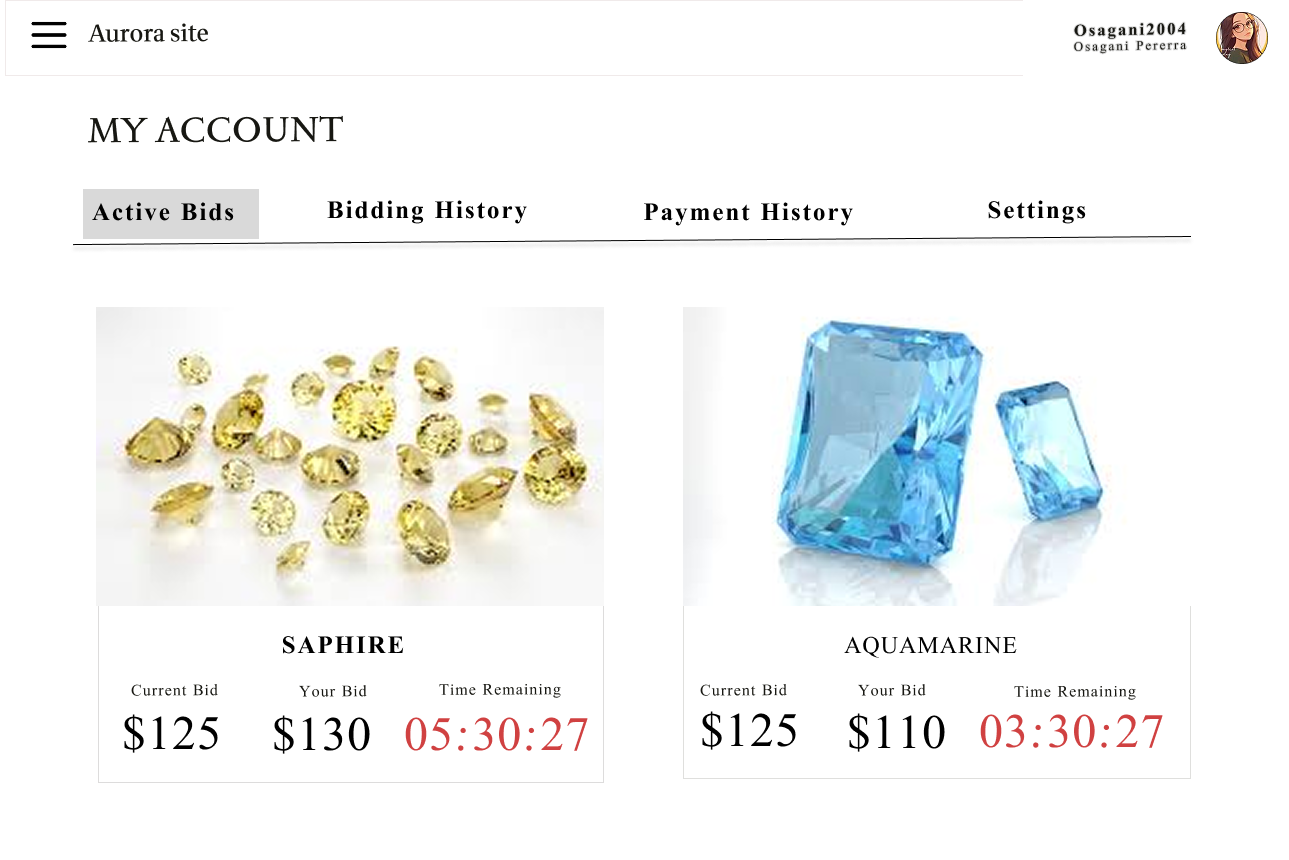 Aurora site
Osagani2004
Osagani Pererra
MY ACCOUNT
Active Bids
Bidding History
Payment History
Settings
SAPHIRE
Current Bid
Your Bid
Time Remaining
$125
$130
05:30:27
AQUAMARINE
Current Bid
Your Bid
Time Remaining
$125
$110
03:30:27